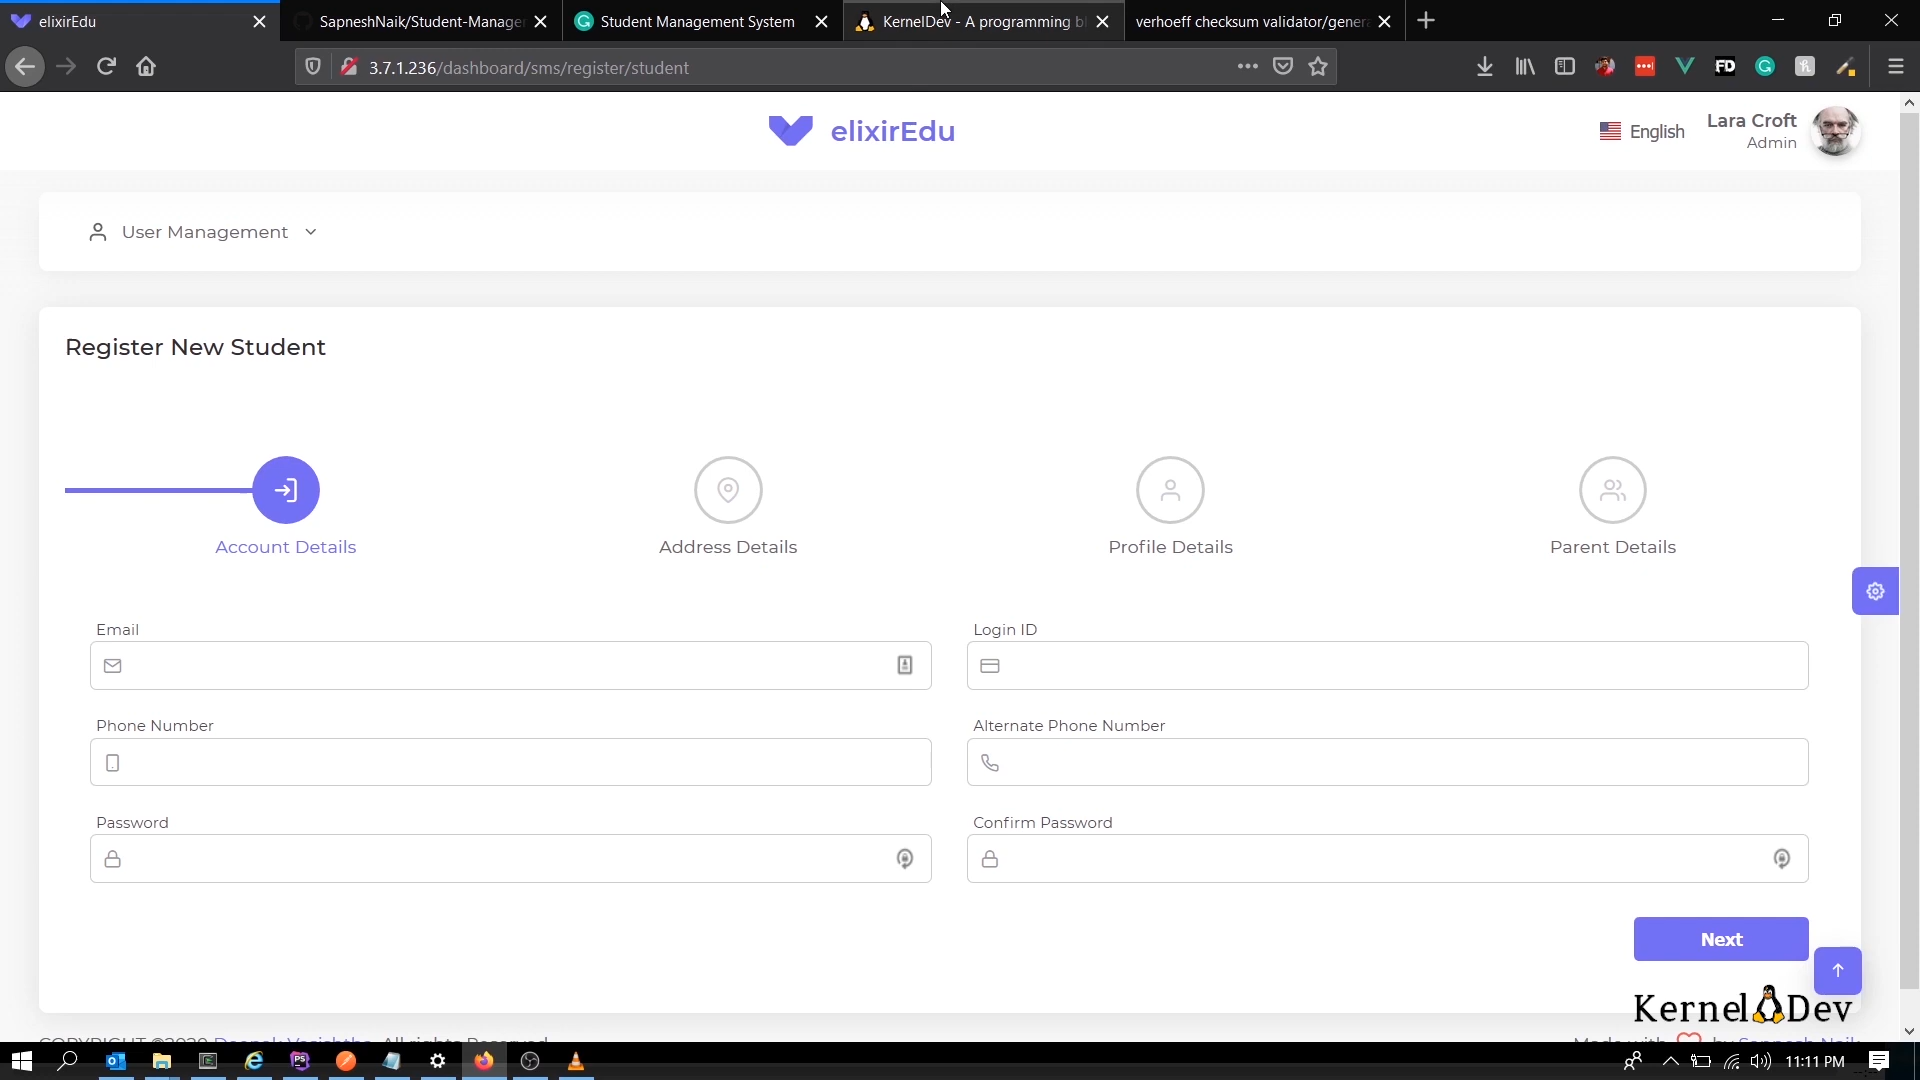 elixirEdu
SapneshNaik/Student-Manager
Student Management System
KernelDev - A programming bl
verhoeff checksum validator/genera
3.7.1.236/dashboard/sms/register/student
elixirEdu
English
Lara Croft
Admin
User Management
Register New Student
Account Details
Address Details
Profile Details
Parent Details
Email
Login ID
Phone Number
Alternate Phone Number
Password
Confirm Password
Next
KernelDev
COPYRIGHT ©2020 Deepak Vasishtha, All rights Reserved
Made with by Sapnesh Naik
11:11 PM